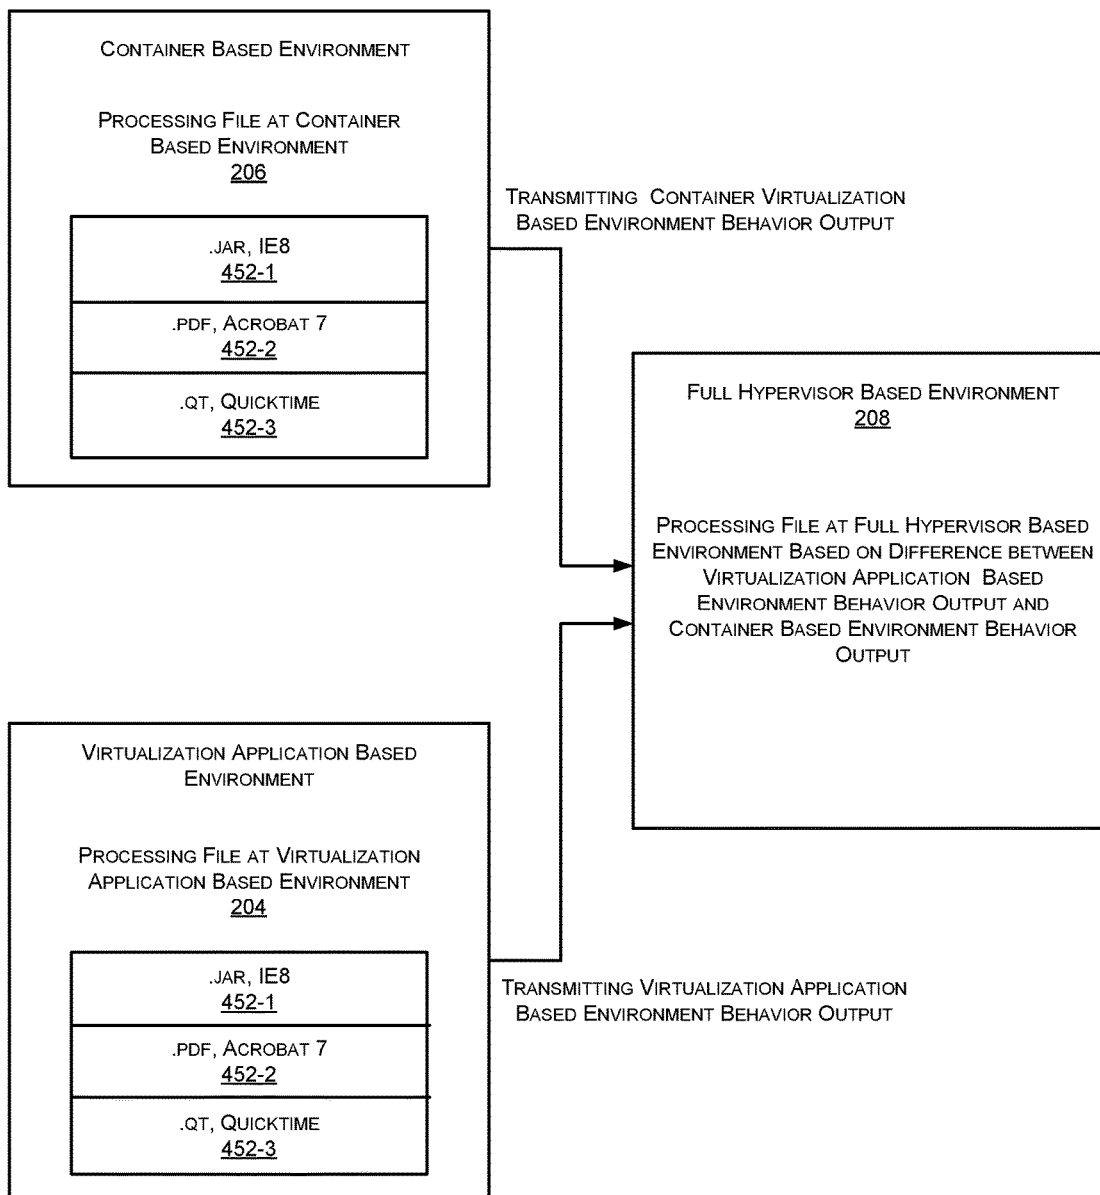 CONTAINER BASED ENVIRONMENT
PROCESSING FILE AT CONTAINER
BASED ENVIRONMENT
206
.JAR, IE8
452-1
.PDF, ACROBAT 7
452-2
.QT, QUICKTIME
452-3
TRANSMITTING CONTAINER VIRTUALIZATION
BASED ENVIRONMENT BEHAVIOR OUTPUT
FULL HYPERVISOR BASED ENVIRONMENT
208
PROCESSING FILE AT FULL HYPERVISOR BASED
ENVIRONMENT BASED ON DIFFERENCE BETWEEN
VIRTUALIZATION APPLICATION BASED
ENVIRONMENT BEHAVIOR OUTPUT AND
CONTAINER BASED ENVIRONMENT BEHAVIOR
OUTPUT
VIRTUALIZATION APPLICATION BASED
ENVIRONMENT
PROCESSING FILE AT VIRTUALIZATION
APPLICATION BASED ENVIRONMENT
204
.JAR, IE8
452-1
.PDF, ACROBAT 7
452-2
.QT, QUICKTIME
452-3
TRANSMITTING VIRTUALIZATION APPLICATION
BASED ENVIRONMENT BEHAVIOR OUTPUT